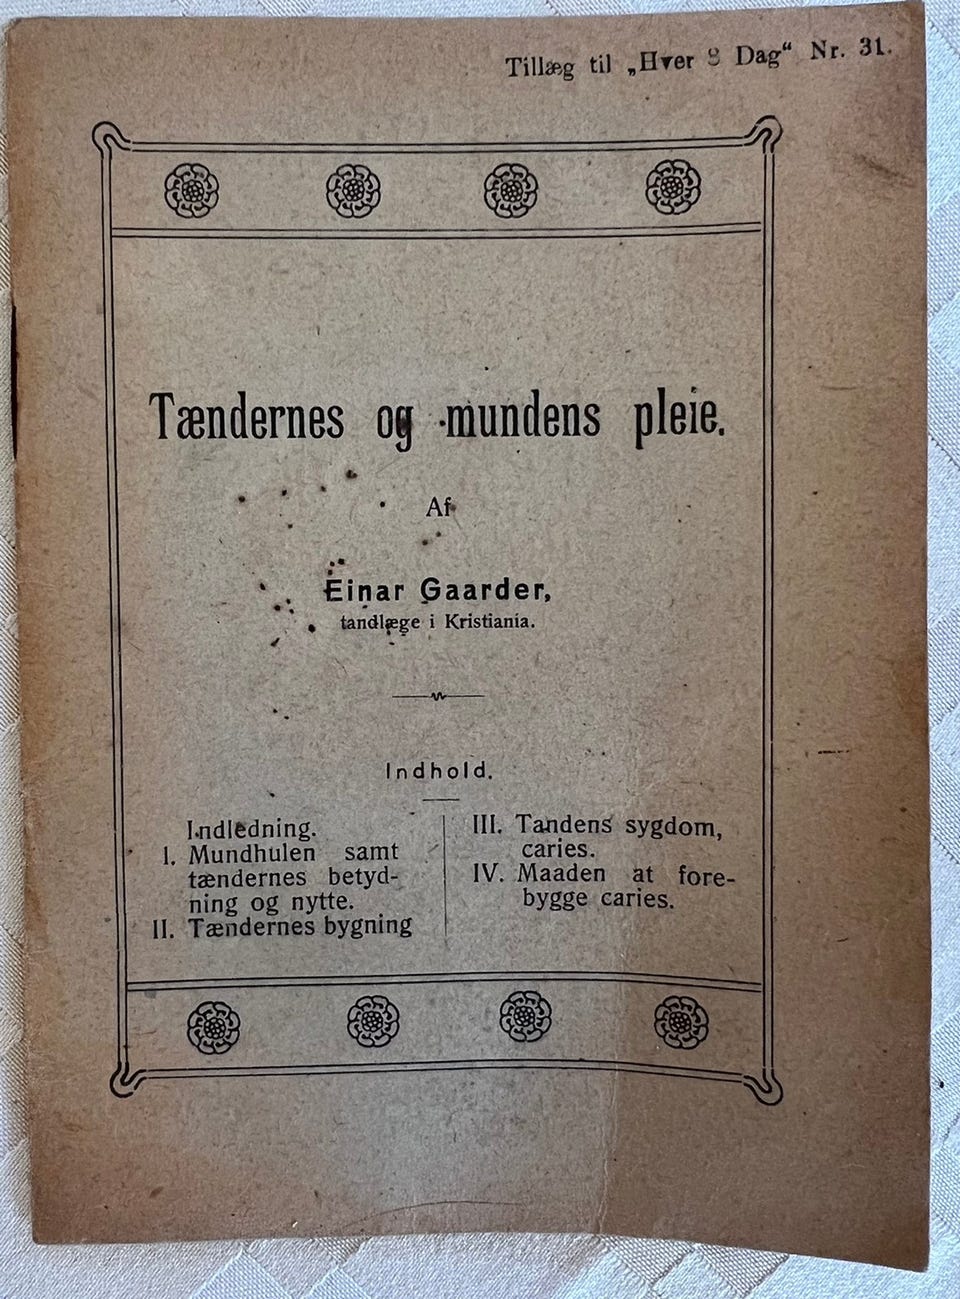 Tillæg til „Hver 8 Dag“ Nr. 31.
Tændernes og mundens pleie.
Af
Einar Gaarder,
tandlæge i Kristiania.
Indhold.
Indledning.
I. Mundhulen samt
tændernes betyd-
ning og nytte.
II. Tændernes bygning
III. Tandens sygdom,
caries.
IV. Maaden at fore-
bygge caries.